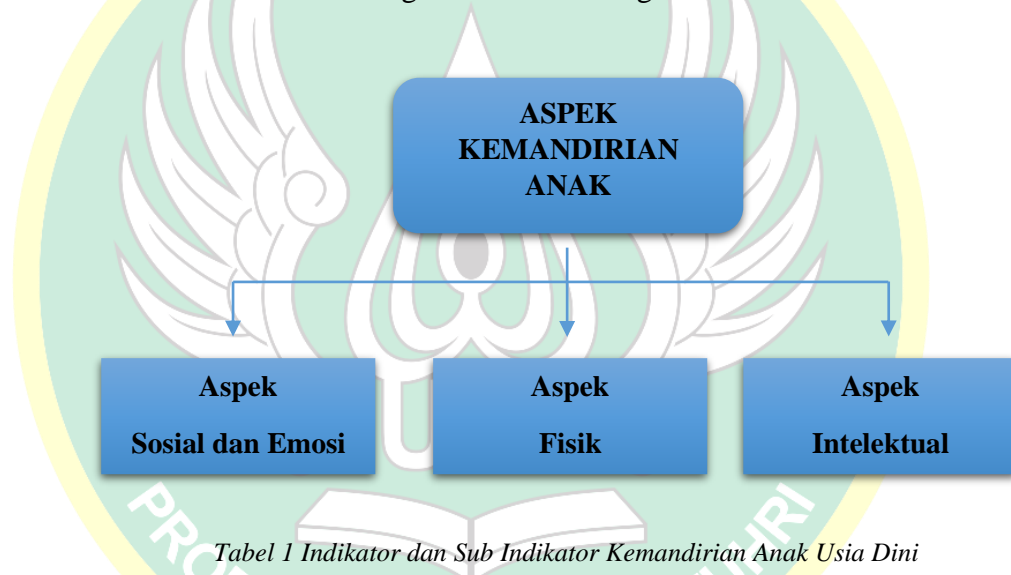 ASPEK
KEMANDIRIAN
ANAK
Aspek
Sosial dan Emosi
Aspek
Fisik
Aspek
Intelektual
Tabel 1 Indikator dan Sub Indikator Kemandirian Anak Usia Dini